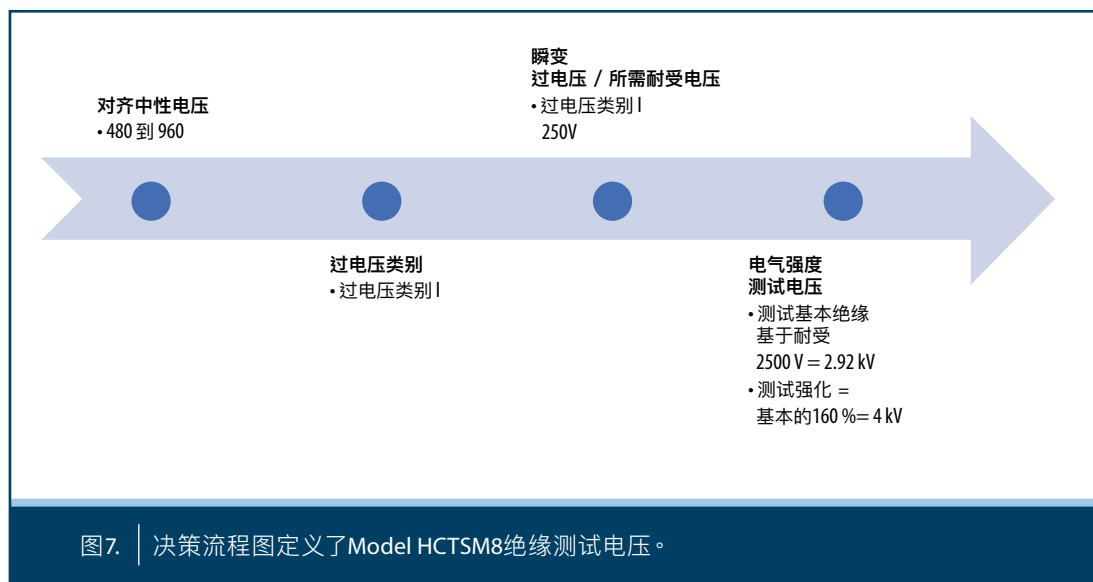 对齐中性电压
• 480 到 960
过电压类别
• 过电压类别 I
瞬变
过电压 / 所需耐受电压
• 过电压类别 I
250V
电气强度
测试电压
• 测试基本绝缘
基于耐受
2500 V = 2.92 kV
• 测试强化 =
基本的160 %= 4 kV
图7. 决策流程图定义了Model HCTSM8绝缘测试电压。